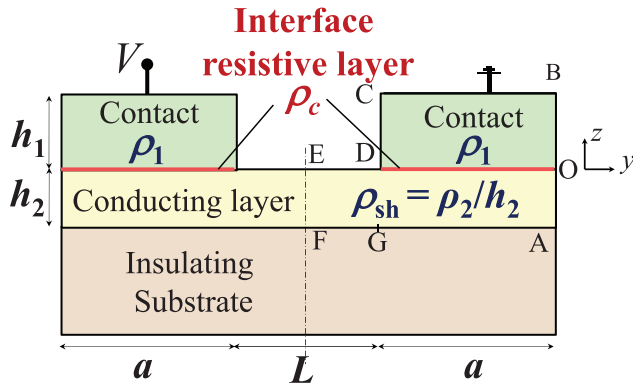 Interface
resistive layer
V
B
C
Contact
ρc
Contact
h1
ρ1
ρ1
z
E
D
O
y
h2
Conducting layer
ρsh = ρ2/h2
F
G
A
Insulating
Substrate
a
L
a